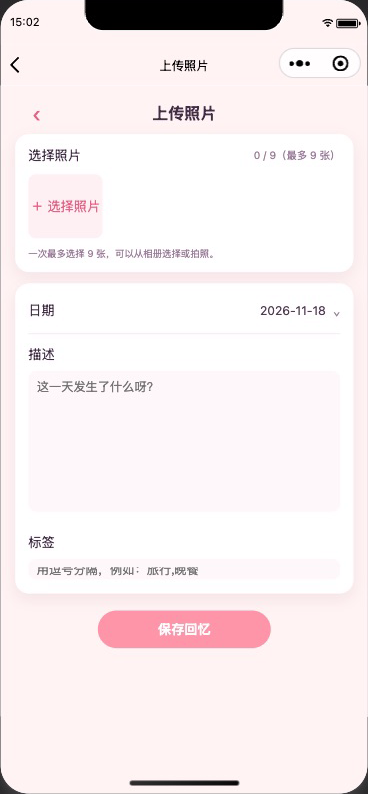 15:02
上传照片
‹ 上传照片
选择照片 0 / 9（最多 9 张）
+ 选择照片
一次最多选择 9 张，可以从相册选择或拍照。
日期 2026-11-18
描述
这一天发生了什么呀?
标签
用逗号分隔，例如：旅行,晚餐
保存回忆